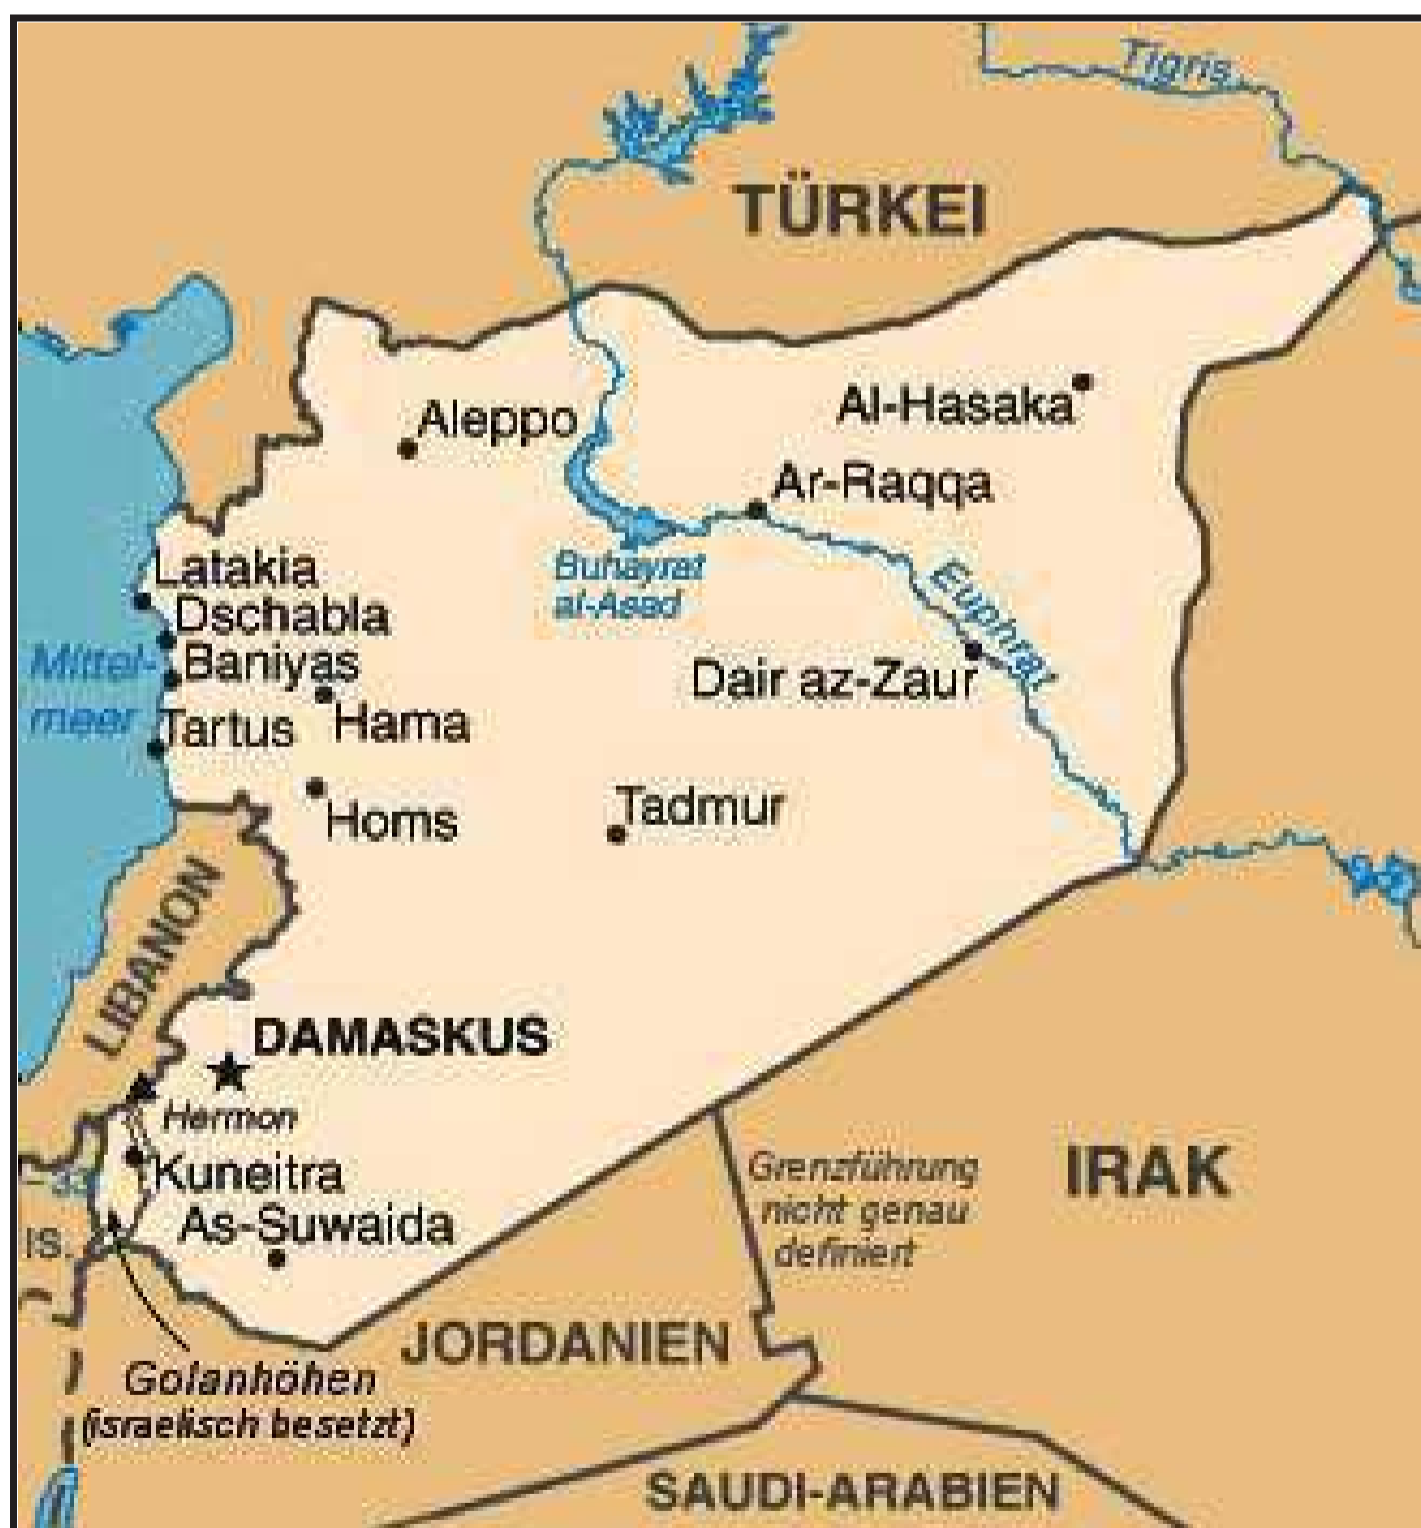 Tigris
TÜRKEI
Aleppo
Al-Hasaka
Ar-Raqqa
Latakia
Buhayrat
al-Asad
Euphrat
Dschabla
Mittel-
meer
Baniyas
Dair az-Zaur
Tartus
Hama
Homs
Tadmur
LIBANON
DAMASKUS
Hermon
Kuneitra
33
As-Suwaida
IS.
Grenzführung
nicht genau
definiert
IRAK
JORDANIEN
Golanhöhen
(israelisch besetzt)
SAUDI-ARABIEN